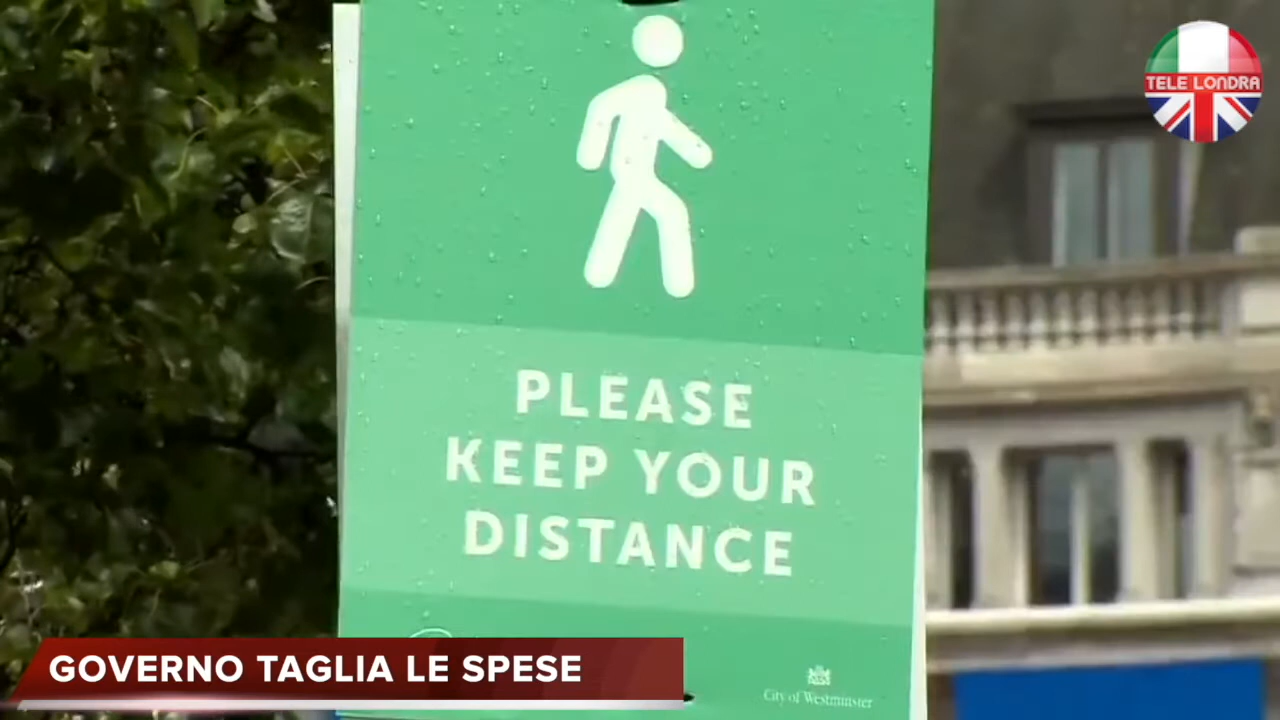 TELE LONDRA
PLEASE
KEEP YOUR
DISTANCE
City of Westminster
GOVERNO TAGLIA LE SPESE